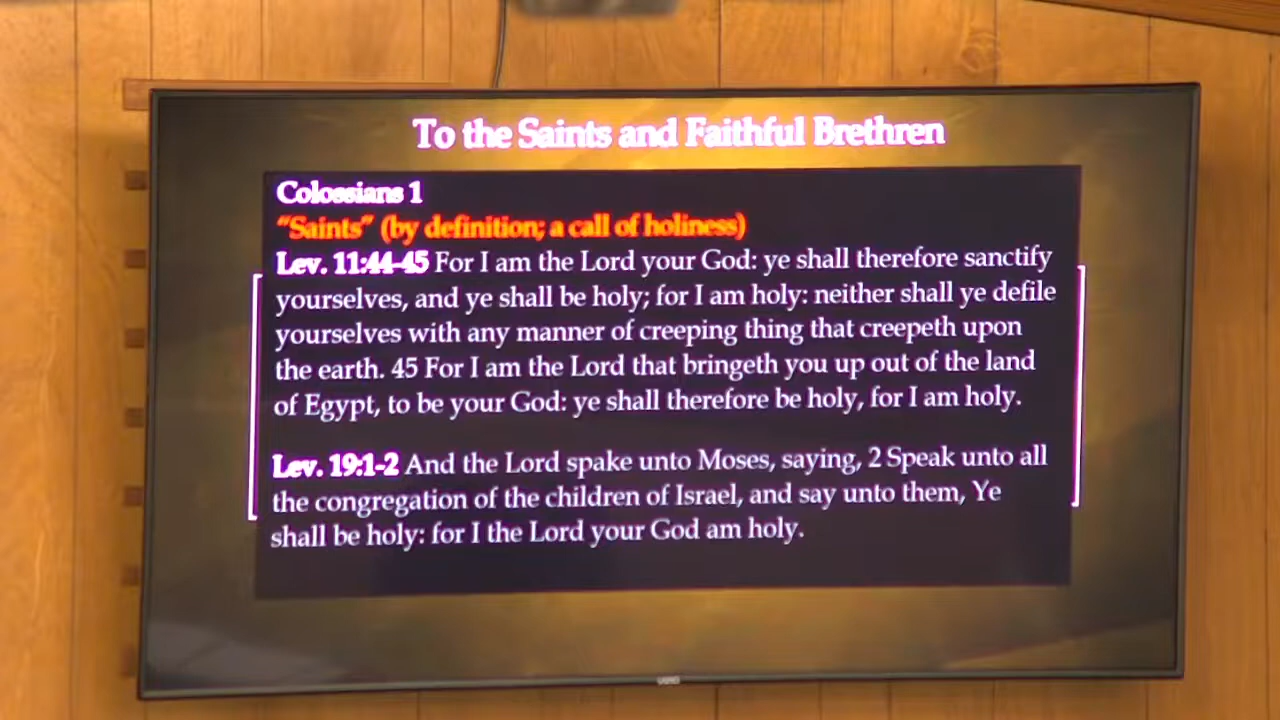 To the Saints and Faithful Brethren
Colossians 1
“Saints” (by definition; a call of holiness)
Lev. 11:44-45 For I am the Lord your God: ye shall therefore sanctify
yourselves, and ye shall be holy; for I am holy: neither shall ye defile
yourselves with any manner of creeping thing that creepeth upon
the earth. 45 For I am the Lord that bringeth you up out of the land
of Egypt, to be your God: ye shall therefore be holy, for I am holy.
Lev. 19:1-2 And the Lord spake unto Moses, saying, 2 Speak unto all
the congregation of the children of Israel, and say unto them, Ye
shall be holy: for I the Lord your God am holy.
VIZIO